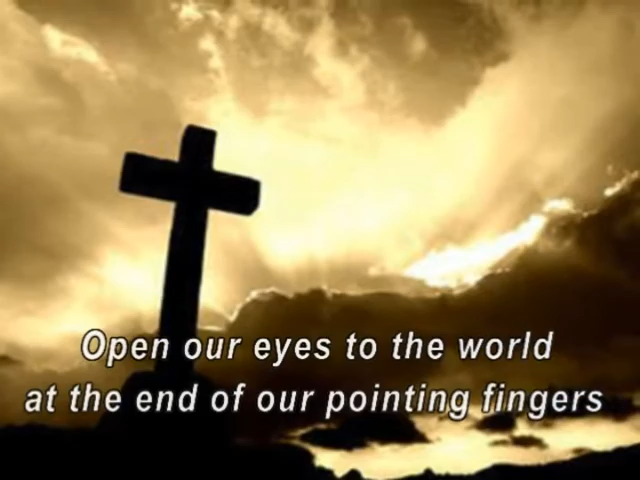 Open our eyes to the world
at the end of our pointing fingers